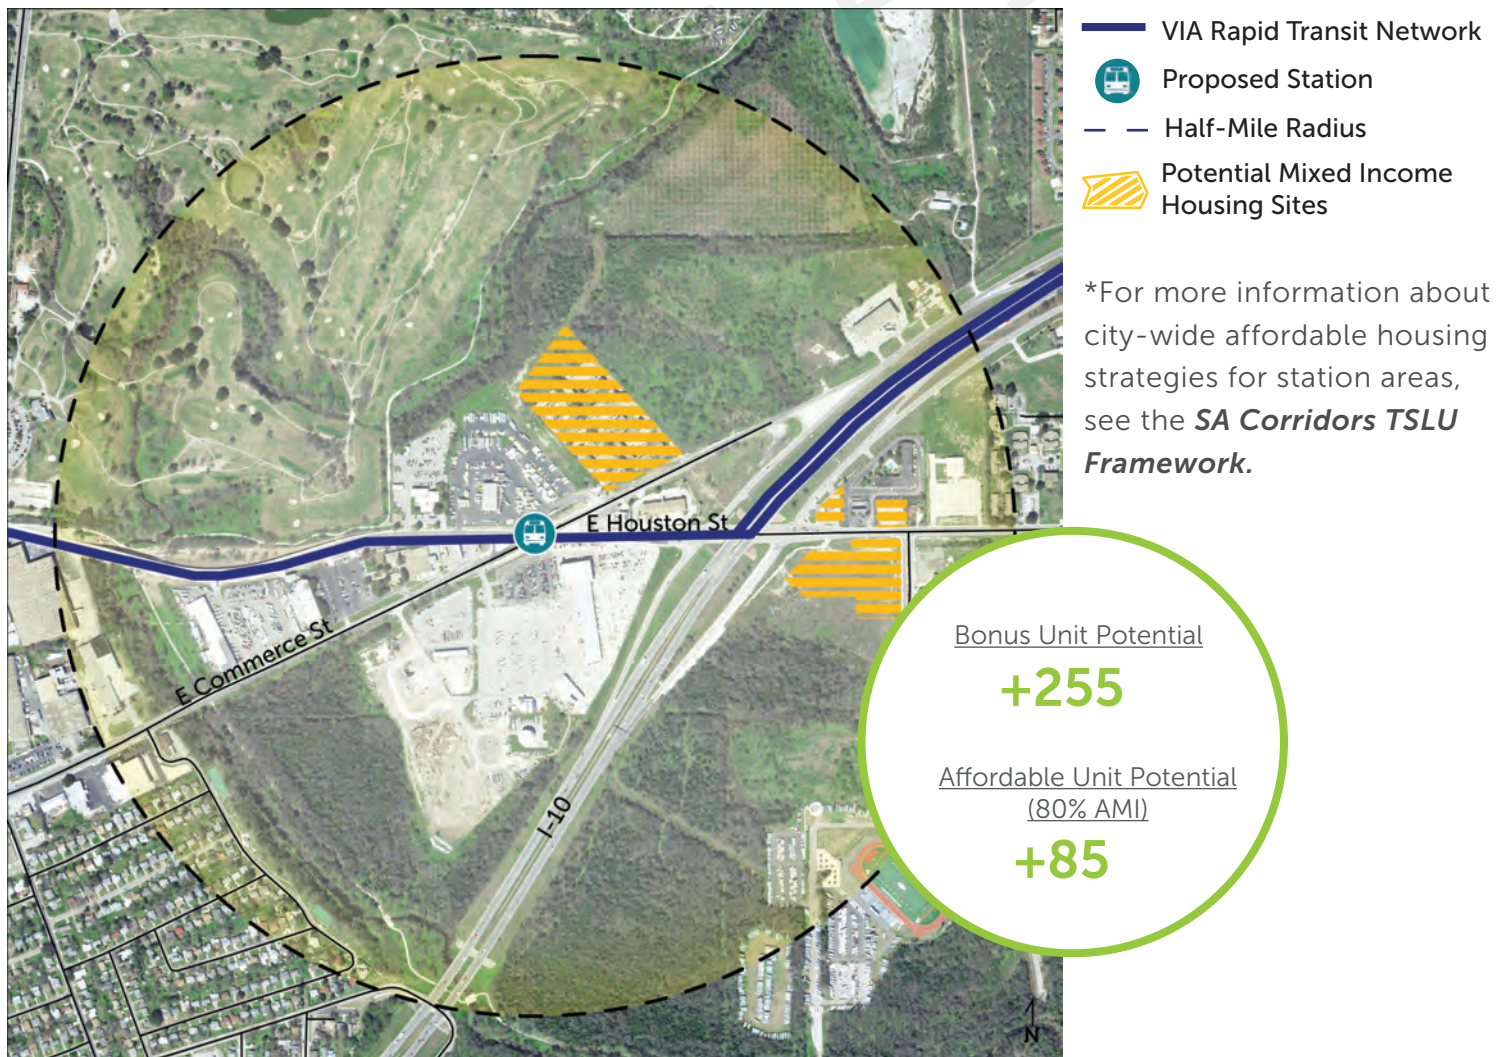 VIA Rapid Transit Network
Proposed Station
Half-Mile Radius
Potential Mixed Income
Housing Sites
*For more information about
city-wide affordable housing
strategies for station areas,
see the SA Corridors TSLU
Framework.
E Houston St
E Commerce St
I-10
Bonus Unit Potential
+255
Affordable Unit Potential
(80% AMI)
+85
N